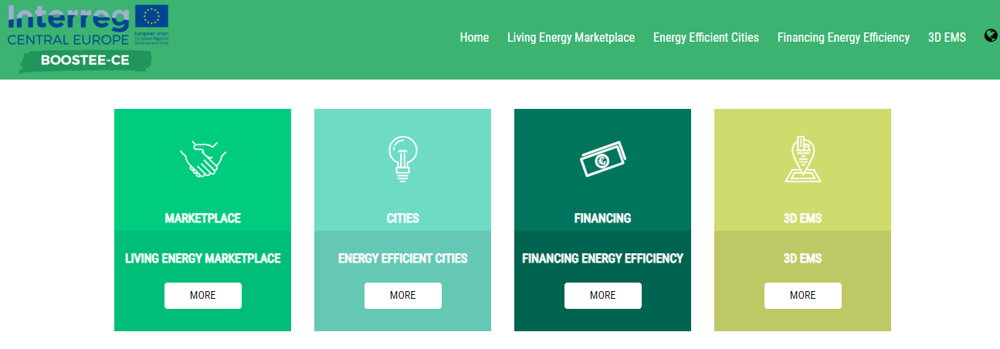 Interreg
CENTRAL EUROPE
European Union
European Regional
Development Fund
BOOSTEE-CE
Home Living Energy Marketplace Energy Efficient Cities Financing Energy Efficiency 3D EMS
MARKETPLACE
LIVING ENERGY MARKETPLACE
MORE
CITIES
ENERGY EFFICIENT CITIES
MORE
FINANCING
FINANCING ENERGY EFFICIENCY
MORE
3D EMS
3D EMS
MORE